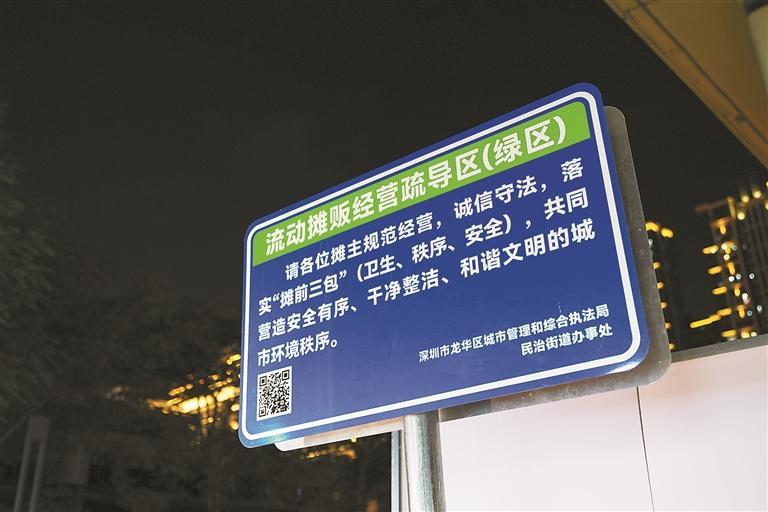 流动摊贩经营疏导区(绿区)
请各位摊主规范经营，诚信守法，落
实“摊前三包”（卫生、秩序、安全），共同
营造安全有序、干净整洁、和谐文明的城
市环境秩序。
深圳市龙华区城市管理和综合执法局
民治街道办事处